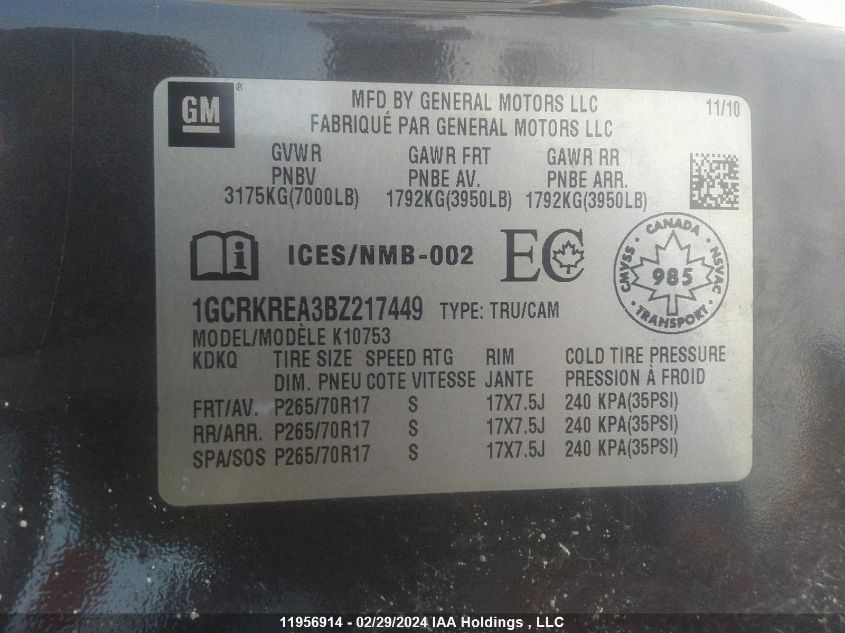 GM®
MFD BY GENERAL MOTORS LLC 11/10
FABRIQUÉ PAR GENERAL MOTORS LLC
GVWR GAWR FRT GAWR RR
PNBV PNBE AV. PNBE ARR.
3175KG(7000LB) 1792KG(3950LB) 1792KG(3950LB)
i ICES/NMB-002 EC
CANADA
CMVSS 985 NSVAC
TRANSPORT
1GCRKREA3BZ217449 TYPE: TRU/CAM
MODEL/MODÈLE K10753
KDKQ TIRE SIZE SPEED RTG RIM COLD TIRE PRESSURE
DIM. PNEU COTE VITESSE JANTE PRESSION À FROID
FRT/AV. P265/70R17 S 17X7.5J 240 KPA(35PSI)
RR/ARR. P265/70R17 S 17X7.5J 240 KPA(35PSI)
SPA/SOS P265/70R17 S 17X7.5J 240 KPA(35PSI)
11956914 - 02/29/2024 IAA Holdings , LLC